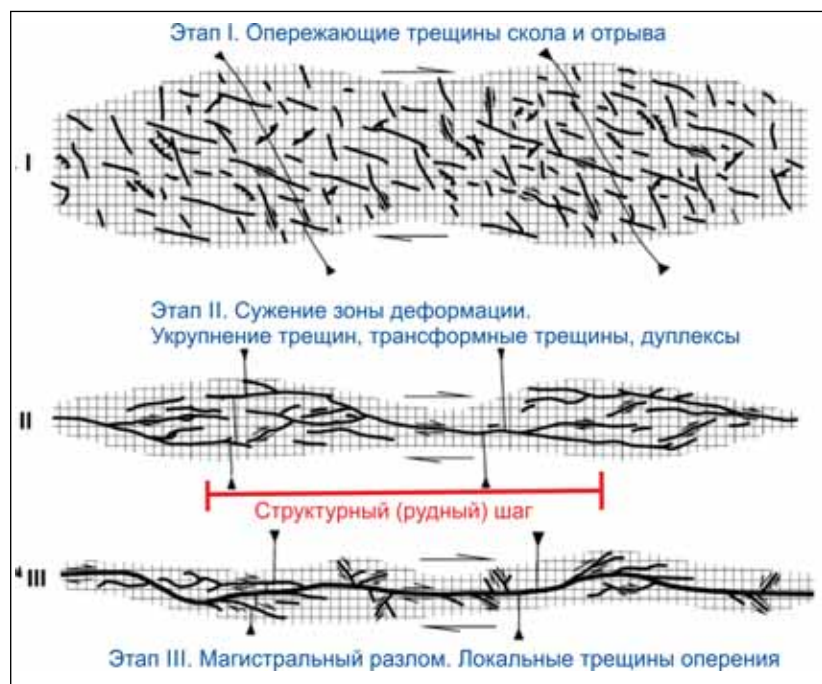 Этап I. Опережающие трещины скола и отрыва
I
Этап II. Сужение зоны деформации.
Укрупнение трещин, трансформные трещины, дуплексы
II
Структурный (рудный) шаг
III
Этап III. Магистральный разлом. Локальные трещины оперения